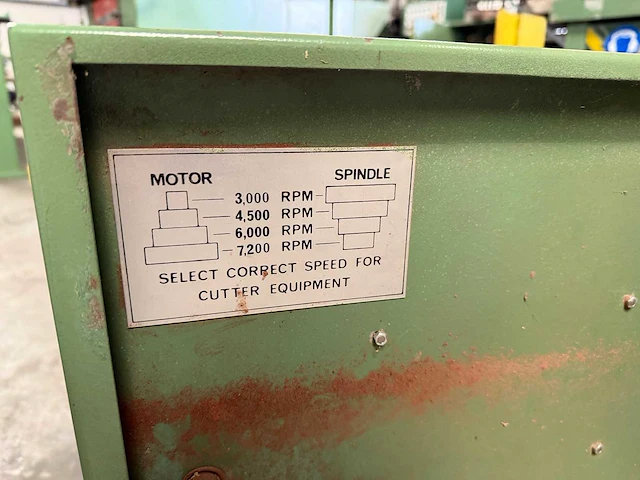 MOTOR SPINDLE
3,000 RPM
4,500 RPM
6,000 RPM
7,200 RPM
SELECT CORRECT SPEED FOR
CUTTER EQUIPMENT